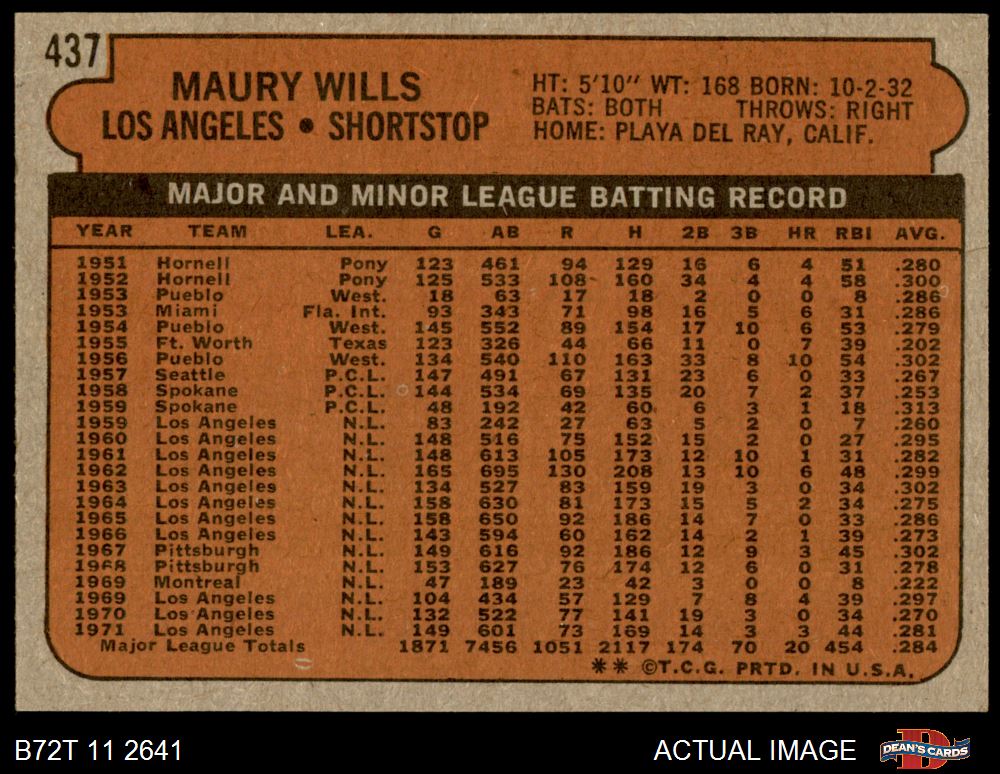 437
MAURY WILLS
LOS ANGELES • SHORTSTOP
HT: 5'10" WT: 168 BORN: 10-2-32
BATS: BOTH THROWS: RIGHT
HOME: PLAYA DEL RAY, CALIF.
MAJOR AND MINOR LEAGUE BATTING RECORD
YEAR TEAM LEA. G AB R H 2B 3B HR RBI AVG.
1951 Hornell Pony 123 461 94 129 16 6 4 51 .280
1952 Hornell Pony 125 533 108 160 34 4 4 58 .300
1953 Pueblo West. 18 63 17 18 2 0 0 8 .286
1953 Miami Fla. Int. 93 343 71 98 16 5 6 31 .286
1954 Pueblo West. 145 552 89 154 17 10 6 53 .279
1955 Ft. Worth Texas 123 326 44 66 11 0 7 39 .202
1956 Pueblo West. 134 540 110 163 33 8 10 54 .302
1957 Seattle P.C.L. 147 491 67 131 23 6 0 33 .267
1958 Spokane P.C.L. 144 534 69 135 20 7 2 37 .253
1959 Spokane P.C.L. 48 192 42 60 6 3 1 18 .313
1959 Los Angeles N.L. 83 242 27 63 5 2 0 7 .260
1960 Los Angeles N.L. 148 516 75 152 15 2 0 27 .295
1961 Los Angeles N.L. 148 613 105 173 12 10 1 31 .282
1962 Los Angeles N.L. 165 695 130 208 13 10 6 48 .299
1963 Los Angeles N.L. 134 527 83 159 19 3 0 34 .302
1964 Los Angeles N.L. 158 630 81 173 15 5 2 34 .275
1965 Los Angeles N.L. 158 650 92 186 14 7 0 33 .286
1966 Los Angeles N.L. 143 594 60 162 14 2 1 39 .273
1967 Pittsburgh N.L. 149 616 92 186 12 9 3 45 .302
1968 Pittsburgh N.L. 153 627 76 174 12 6 0 31 .278
1969 Montreal N.L. 47 189 23 42 3 0 0 8 .222
1969 Los Angeles N.L. 104 434 57 129 7 8 4 39 .297
1970 Los Angeles N.L. 132 522 77 141 19 3 0 34 .270
1971 Los Angeles N.L. 149 601 73 169 14 3 3 44 .281
Major League Totals 1871 7456 1051 2117 174 70 20 454 .284
** ©T.C.G. PRTD. IN U.S.A.
B72T 11 2641
ACTUAL IMAGE
DEAN'S CARDS